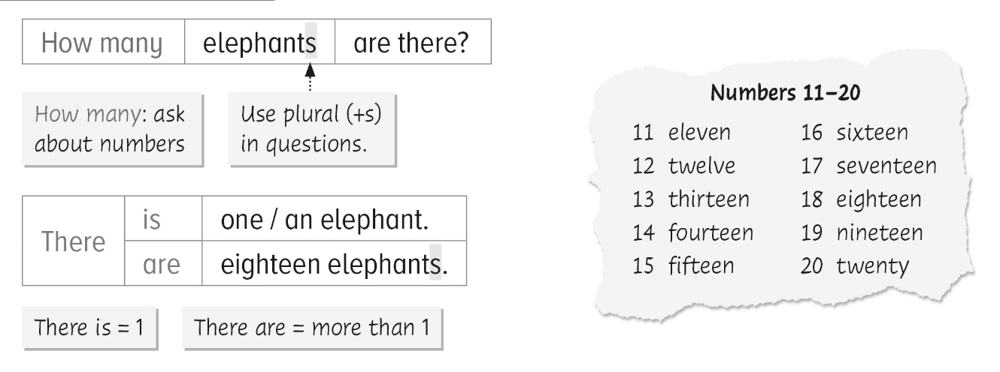 How many elephants are there?
How many: ask
about numbers
Use plural (+s)
in questions.
There
is one / an elephant.
are eighteen elephants.
There is = 1
There are = more than 1
Numbers 11–20
11 eleven
12 twelve
13 thirteen
14 fourteen
15 fifteen
16 sixteen
17 seventeen
18 eighteen
19 nineteen
20 twenty